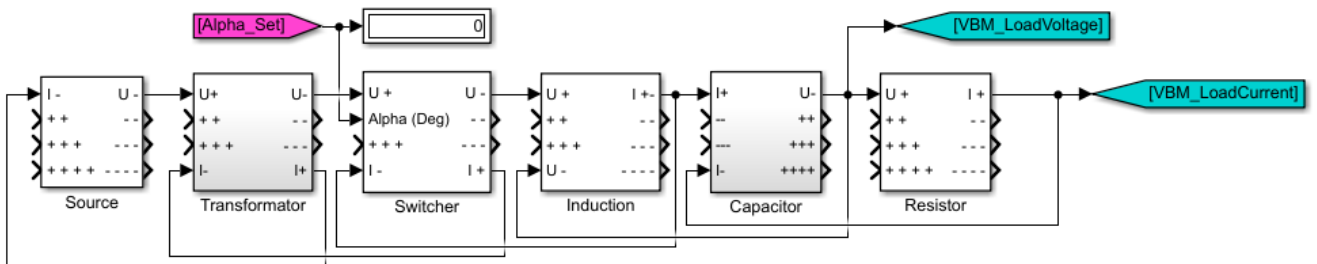 [Alpha_Set]
0
[VBM_LoadVoltage]
[VBM_LoadCurrent]
I - U -
+ + - -
+ + + - - -
+ + + + - - - -
Source
U+ U-
+ + - -
+ + + - - -
I- I+
Transformator
U + U -
Alpha (Deg) - -
+ + + - - -
I - I +
Switcher
U + I +-
+ + - -
+ + + - - -
U - - - - -
Induction
I+ U-
-- ++
--- +++
I- ++++
Capacitor
U + I +
+ + - -
+ + + - - -
+ + + + - - - -
Resistor